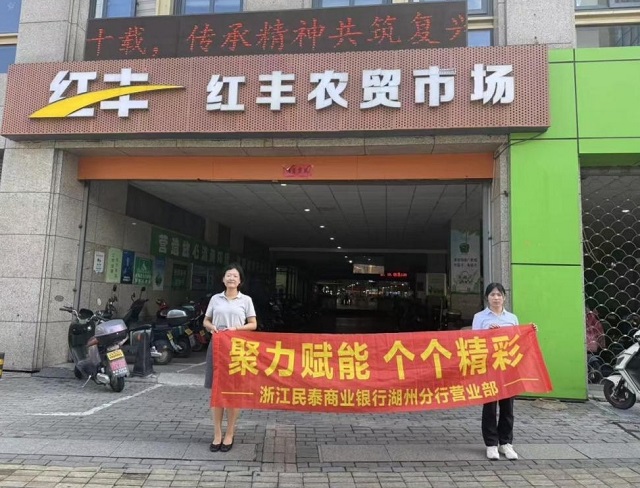 十载，传承精神共筑复兴
红丰
红丰农贸市场
聚力赋能 个个精彩
浙江民泰商业银行湖州分行营业部